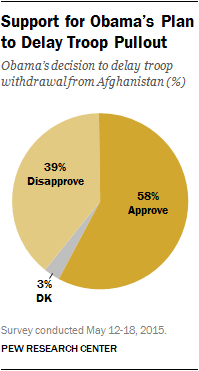 Support for Obama's Plan
to Delay Troop Pullout
Obama's decision to delay troop
withdrawal from Afghanistan (%)
39%
Disapprove
58%
Approve
3%
DK
Survey conducted May 12-18, 2015.
PEW RESEARCH CENTER